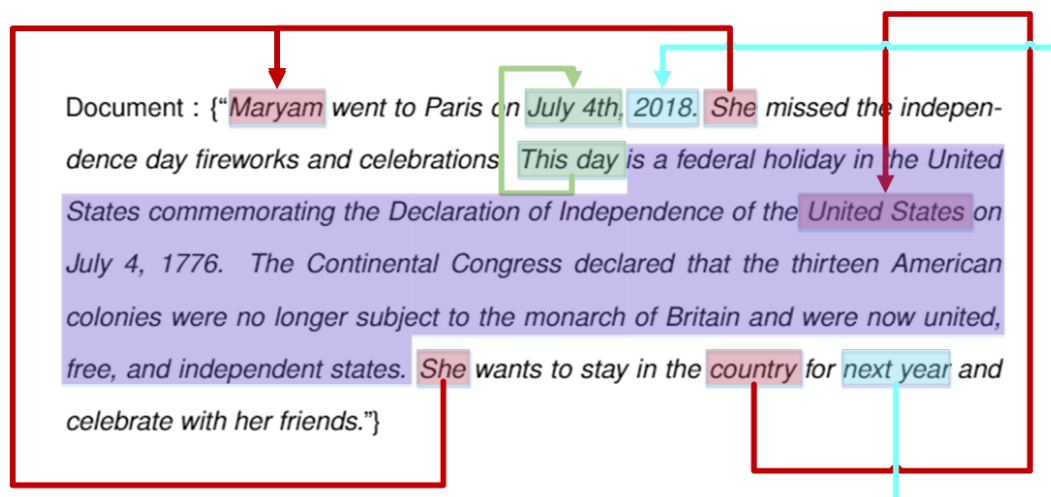 Document : {“Maryam went to Paris on July 4th, 2018. She missed the indepen-
dence day fireworks and celebrations. This day is a federal holiday in the United
States commemorating the Declaration of Independence of the United States on
July 4, 1776. The Continental Congress declared that the thirteen American
colonies were no longer subject to the monarch of Britain and were now united,
free, and independent states. She wants to stay in the country for next year and
celebrate with her friends.”}